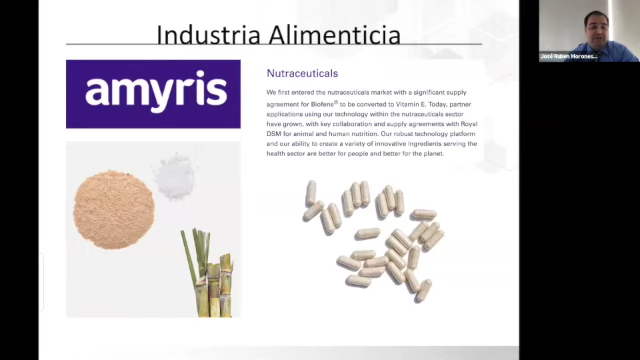 Industria Alimenticia
amyris
Nutraceuticals
We first entered the nutraceuticals market with a significant supply
agreement for Biofene® to be converted to Vitamin E. Today, partner
applications using our technology within the nutraceuticals sector
have grown, with key collaboration and supply agreements with Royal
DSM for animal and human nutrition. Our robust technology platform
and our ability to create a variety of innovative ingredients serving the
health sector are better for people and better for the planet.
José Ruben Morones...